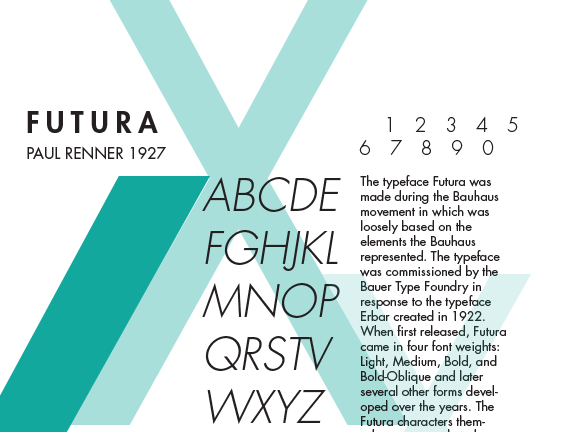 FUTURA
PAUL RENNER 1927
1 2 3 4 5
6 7 8 9 0
ABCDE
FGHJKL
MNOP
QRSTV
WXYZ
The typeface Futura was
made during the Bauhaus
movement in which was
loosely based on the
elements the Bauhaus
represented. The typeface
was commissioned by the
Bauer Type Foundry in
response to the typeface
Erbar created in 1922.
When first released, Futura
came in four font weights:
Light, Medium, Bold, and
Bold-Oblique and later
several other forms devel-
oped over the years. The
Futura characters them-